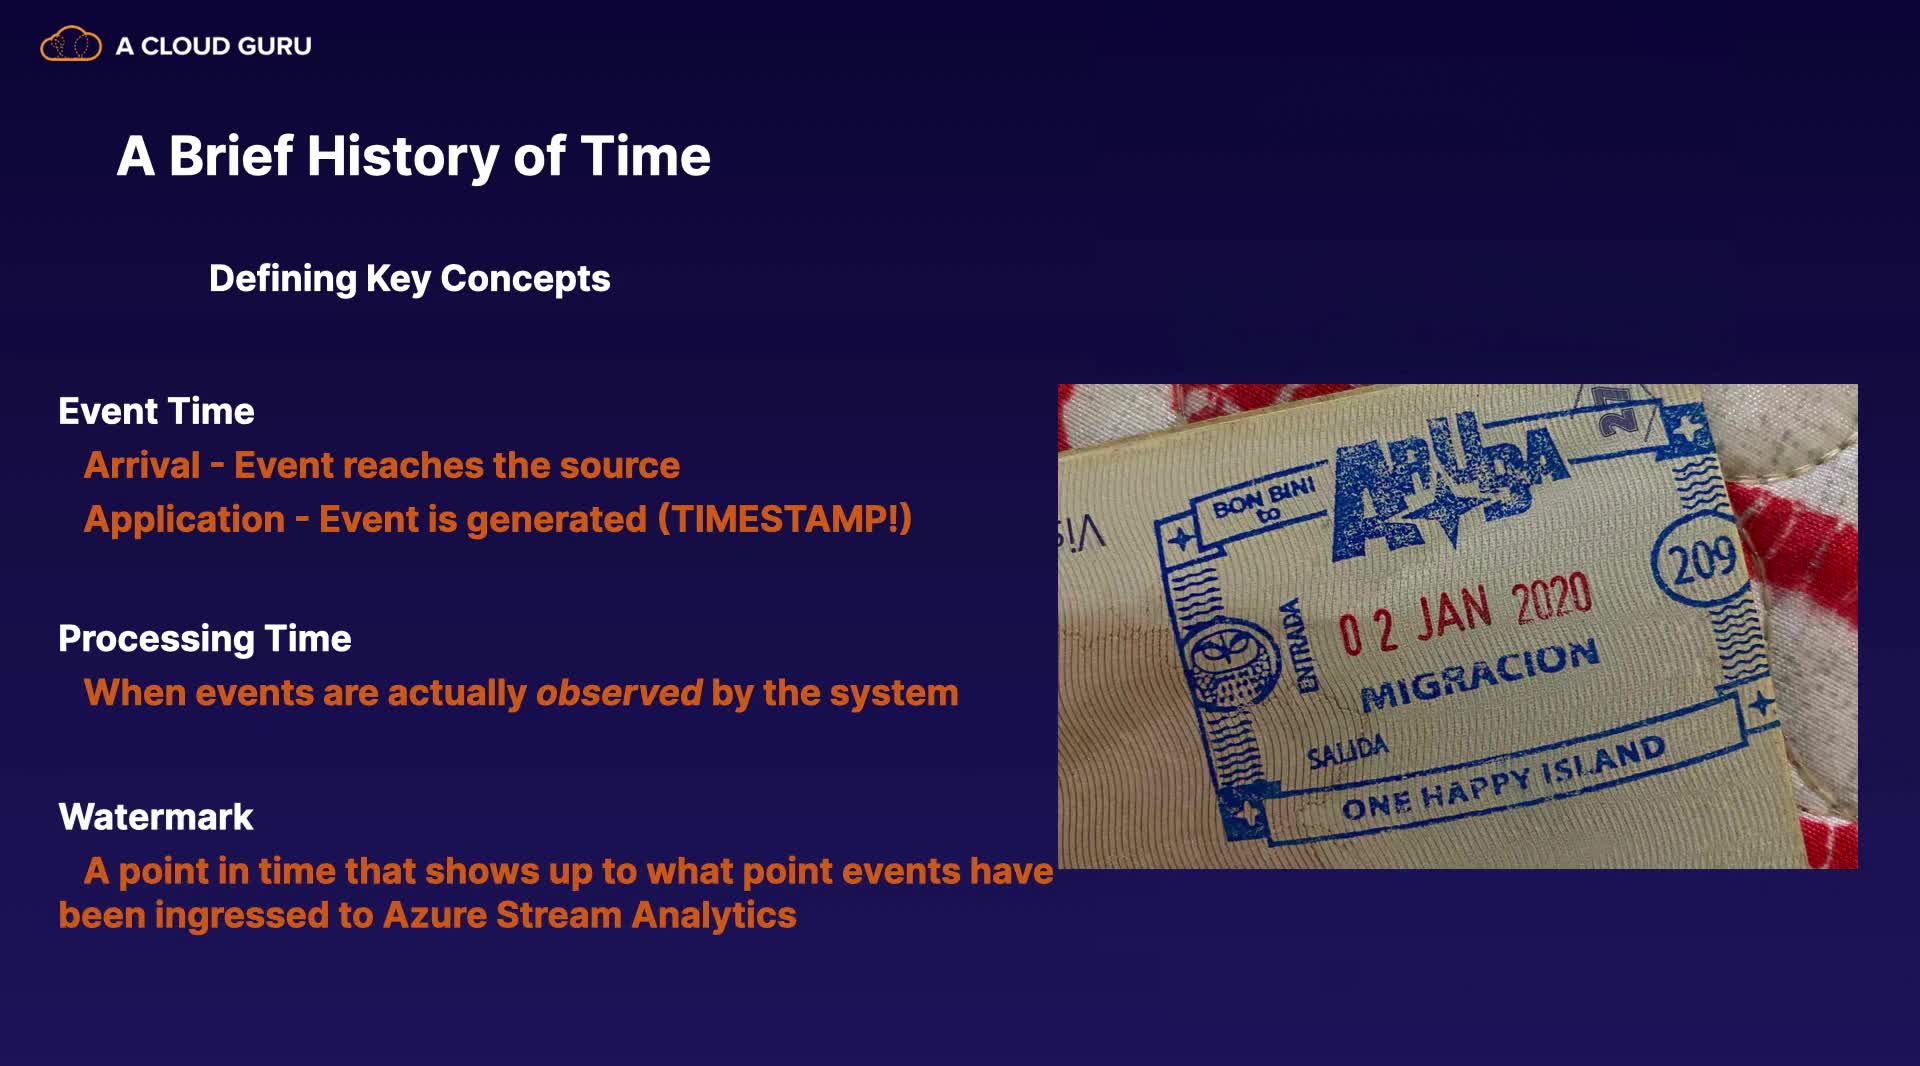 A CLOUD GURU
A Brief History of Time
Defining Key Concepts
Event Time
Arrival - Event reaches the source
Application - Event is generated (TIMESTAMP!)
Processing Time
When events are actually observed by the system
Watermark
A point in time that shows up to what point events have
been ingressed to Azure Stream Analytics
BON BINI
to
ARUBA
209
ENTRADA
02 JAN 2020
MIGRACION
SALIDA
ONE HAPPY ISLAND